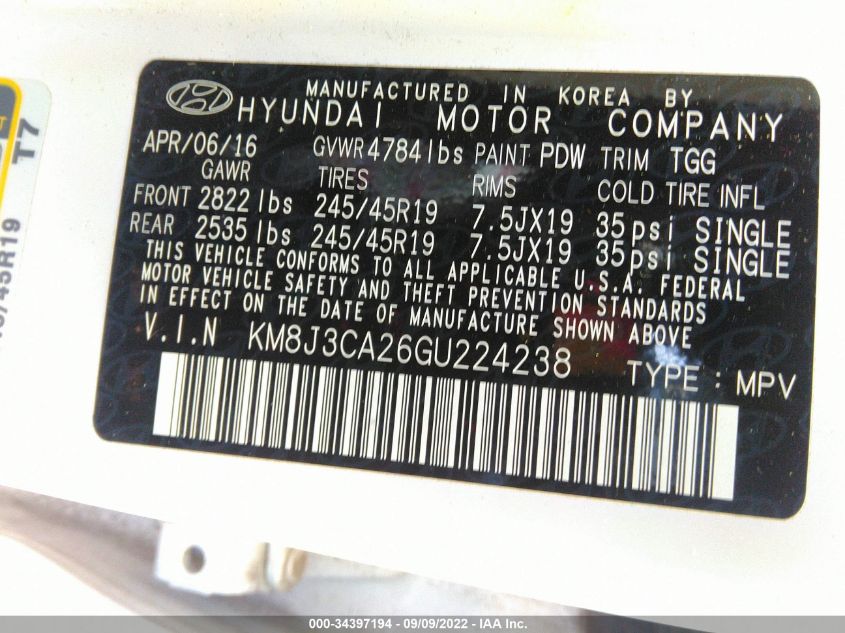 MANUFACTURED IN KOREA BY
HYUNDAI MOTOR COMPANY
APR/06/16 GVWR 4784 lbs PAINT PDW TRIM TGG
GAWR TIRES RIMS COLD TIRE INFL
FRONT 2822 lbs 245/45R19 7.5JX19 35psi SINGLE
REAR 2535 lbs 245/45R19 7.5JX19 35psi SINGLE
THIS VEHICLE CONFORMS TO ALL APPLICABLE U.S.A. FEDERAL
MOTOR VEHICLE SAFETY AND THEFT PREVENTION STANDARDS
IN EFFECT ON THE DATE OF MANUFACTURE SHOWN ABOVE
V.I.N KM8J3CA26GU224238 TYPE : MPV
T7
/45R19
000-34397194 - 09/09/2022 - IAA Inc.